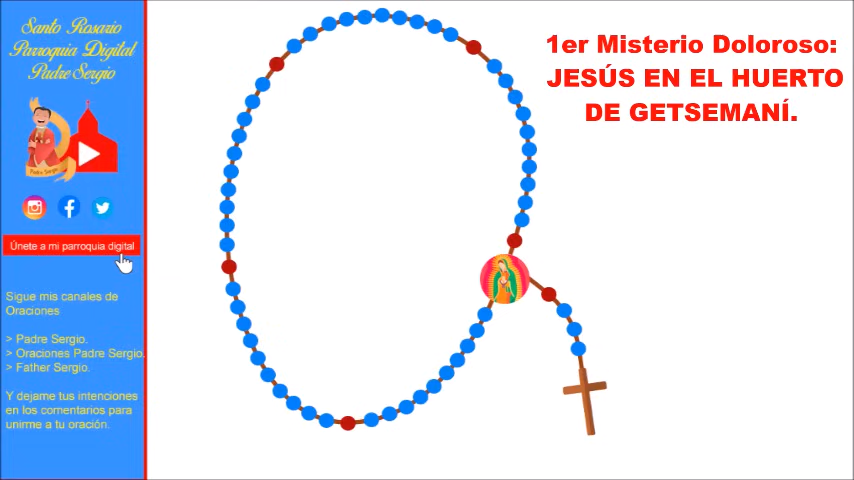 Santo Rosario
Parroquia Digital
Padre Sergio
Padre Sergio
Únete a mi parroquia digital
Sigue mis canales de
Oraciones
> Padre Sergio.
> Oraciones Padre Sergio.
> Father Sergio.
Y dejame tus intenciones
en los comentarios para
unirme a tu oración.
1er Misterio Doloroso:
JESÚS EN EL HUERTO
DE GETSEMANÍ.